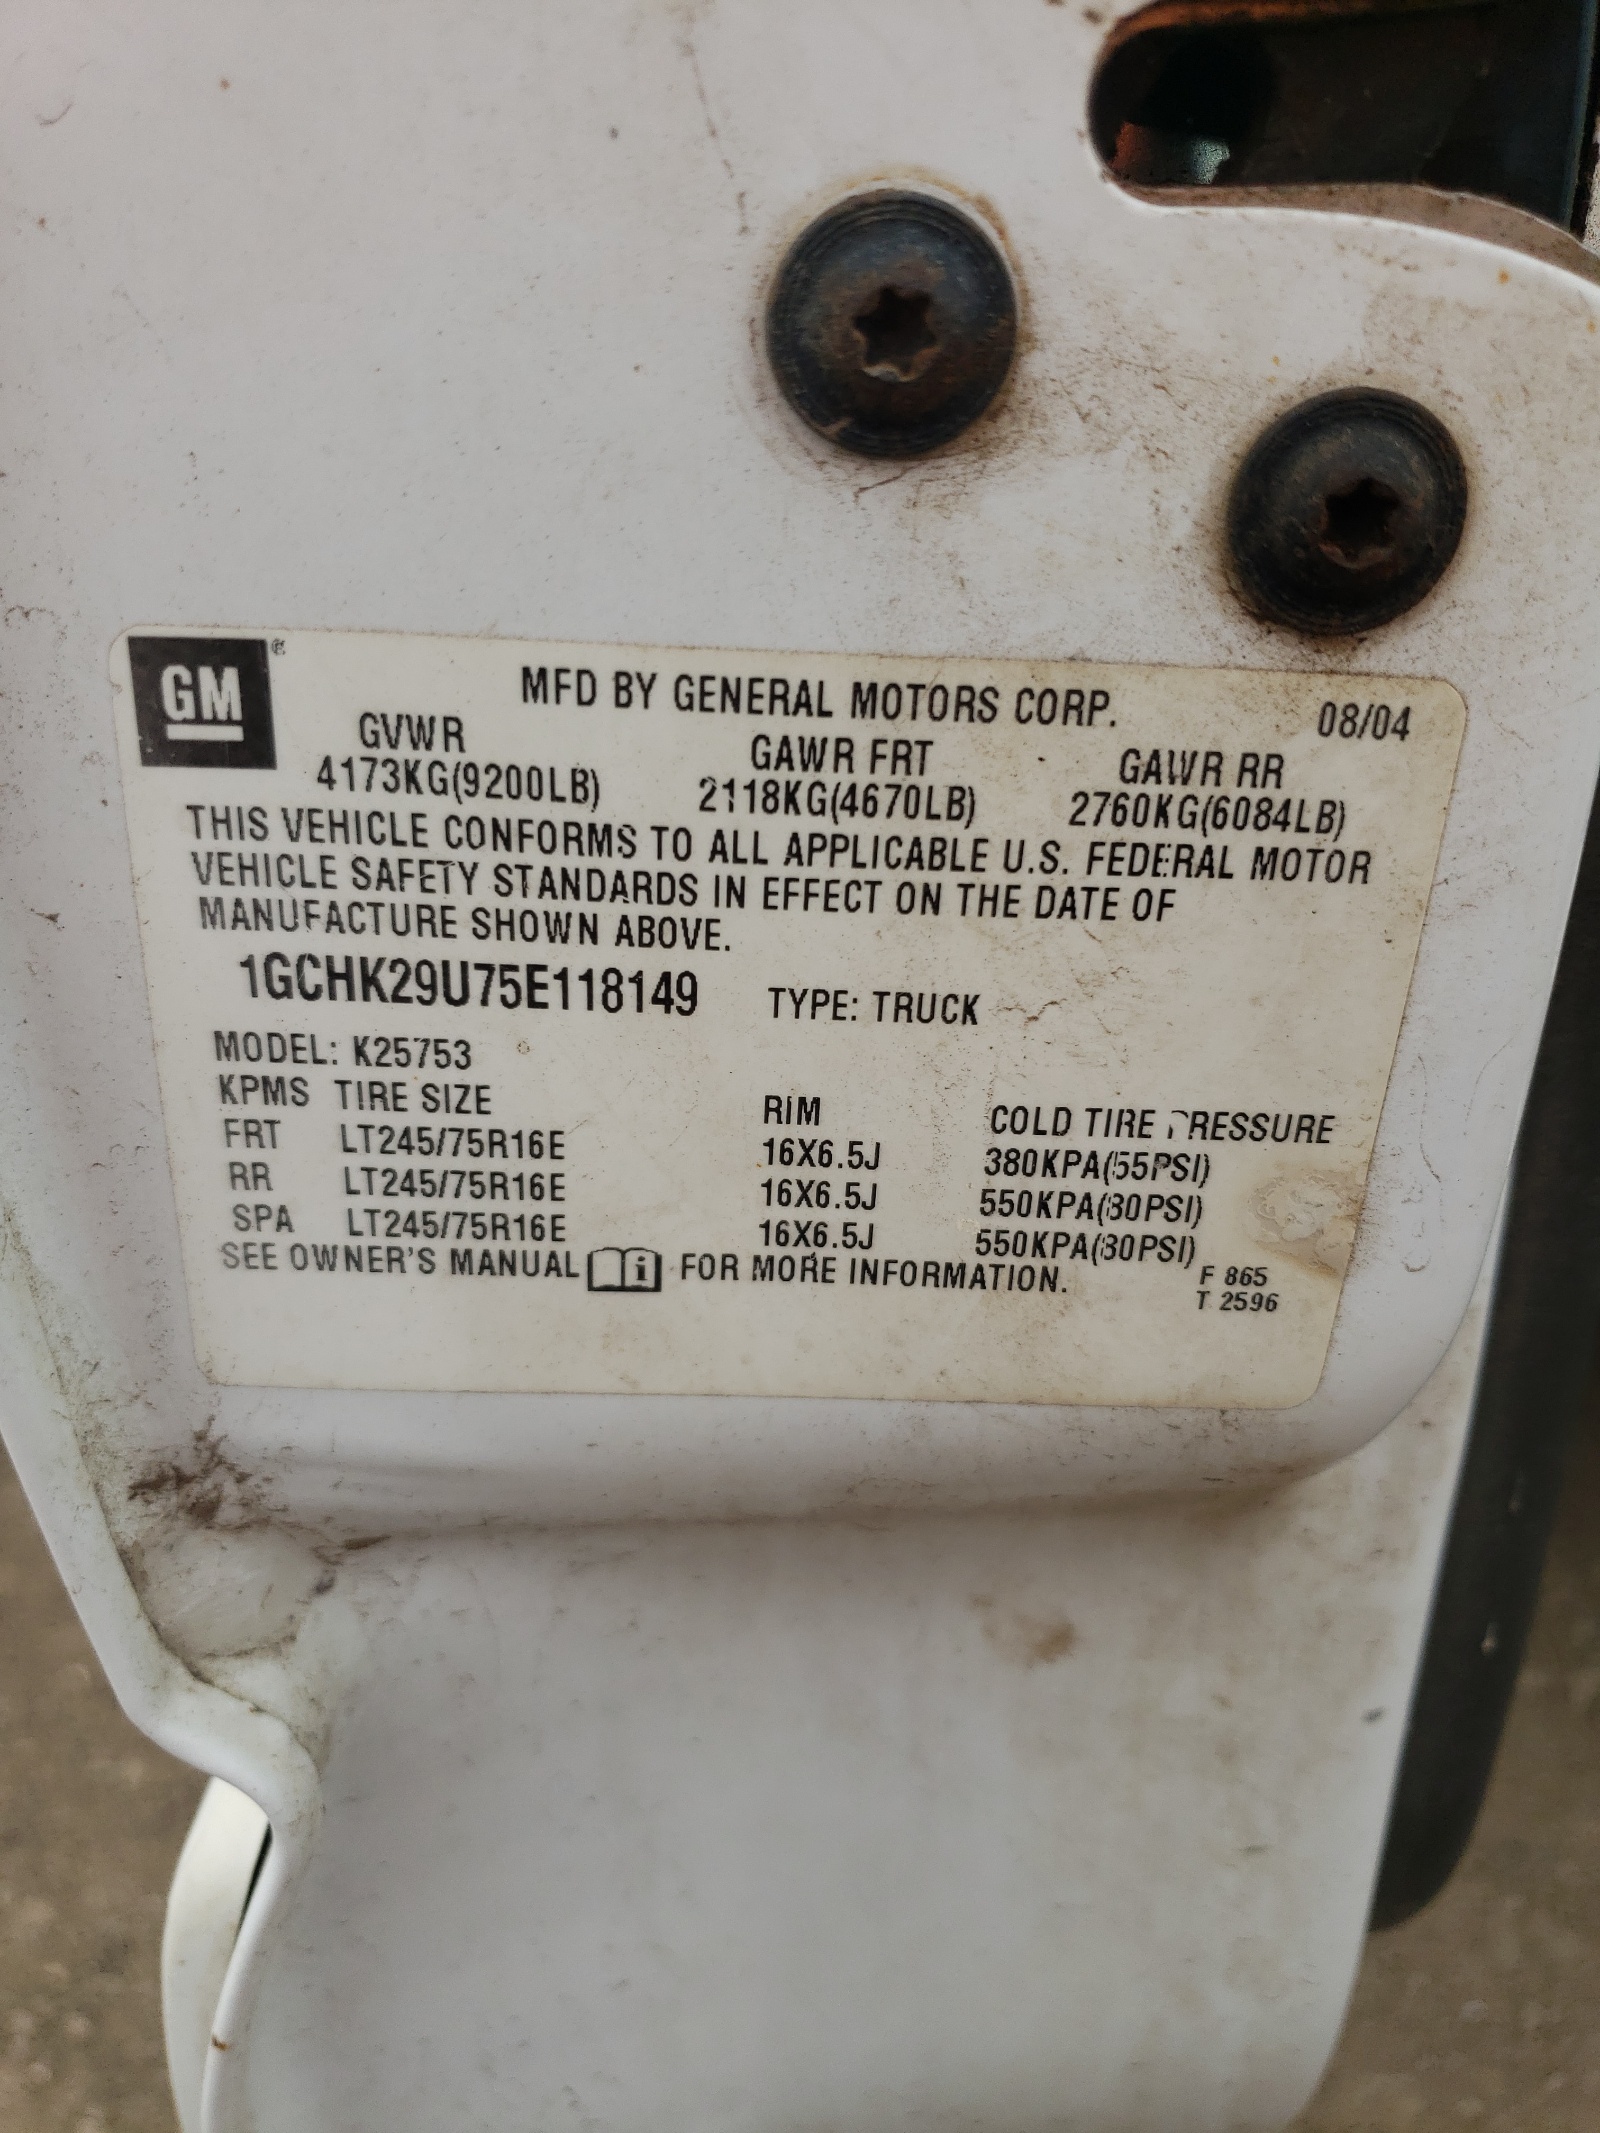 GM®
MFD BY GENERAL MOTORS CORP. 08/04
GVWR GAWR FRT GAWR RR
4173KG(9200LB) 2118KG(4670LB) 2760KG(6084LB)
THIS VEHICLE CONFORMS TO ALL APPLICABLE U.S. FEDERAL MOTOR
VEHICLE SAFETY STANDARDS IN EFFECT ON THE DATE OF
MANUFACTURE SHOWN ABOVE.
1GCHK29U75E118149 TYPE: TRUCK
MODEL: K25753
KPMS TIRE SIZE RIM COLD TIRE PRESSURE
FRT LT245/75R16E 16X6.5J 380KPA(55PSI)
RR LT245/75R16E 16X6.5J 550KPA(80PSI)
SPA LT245/75R16E 16X6.5J 550KPA(80PSI)
SEE OWNER'S MANUAL i FOR MORE INFORMATION.
F 865
T 2596